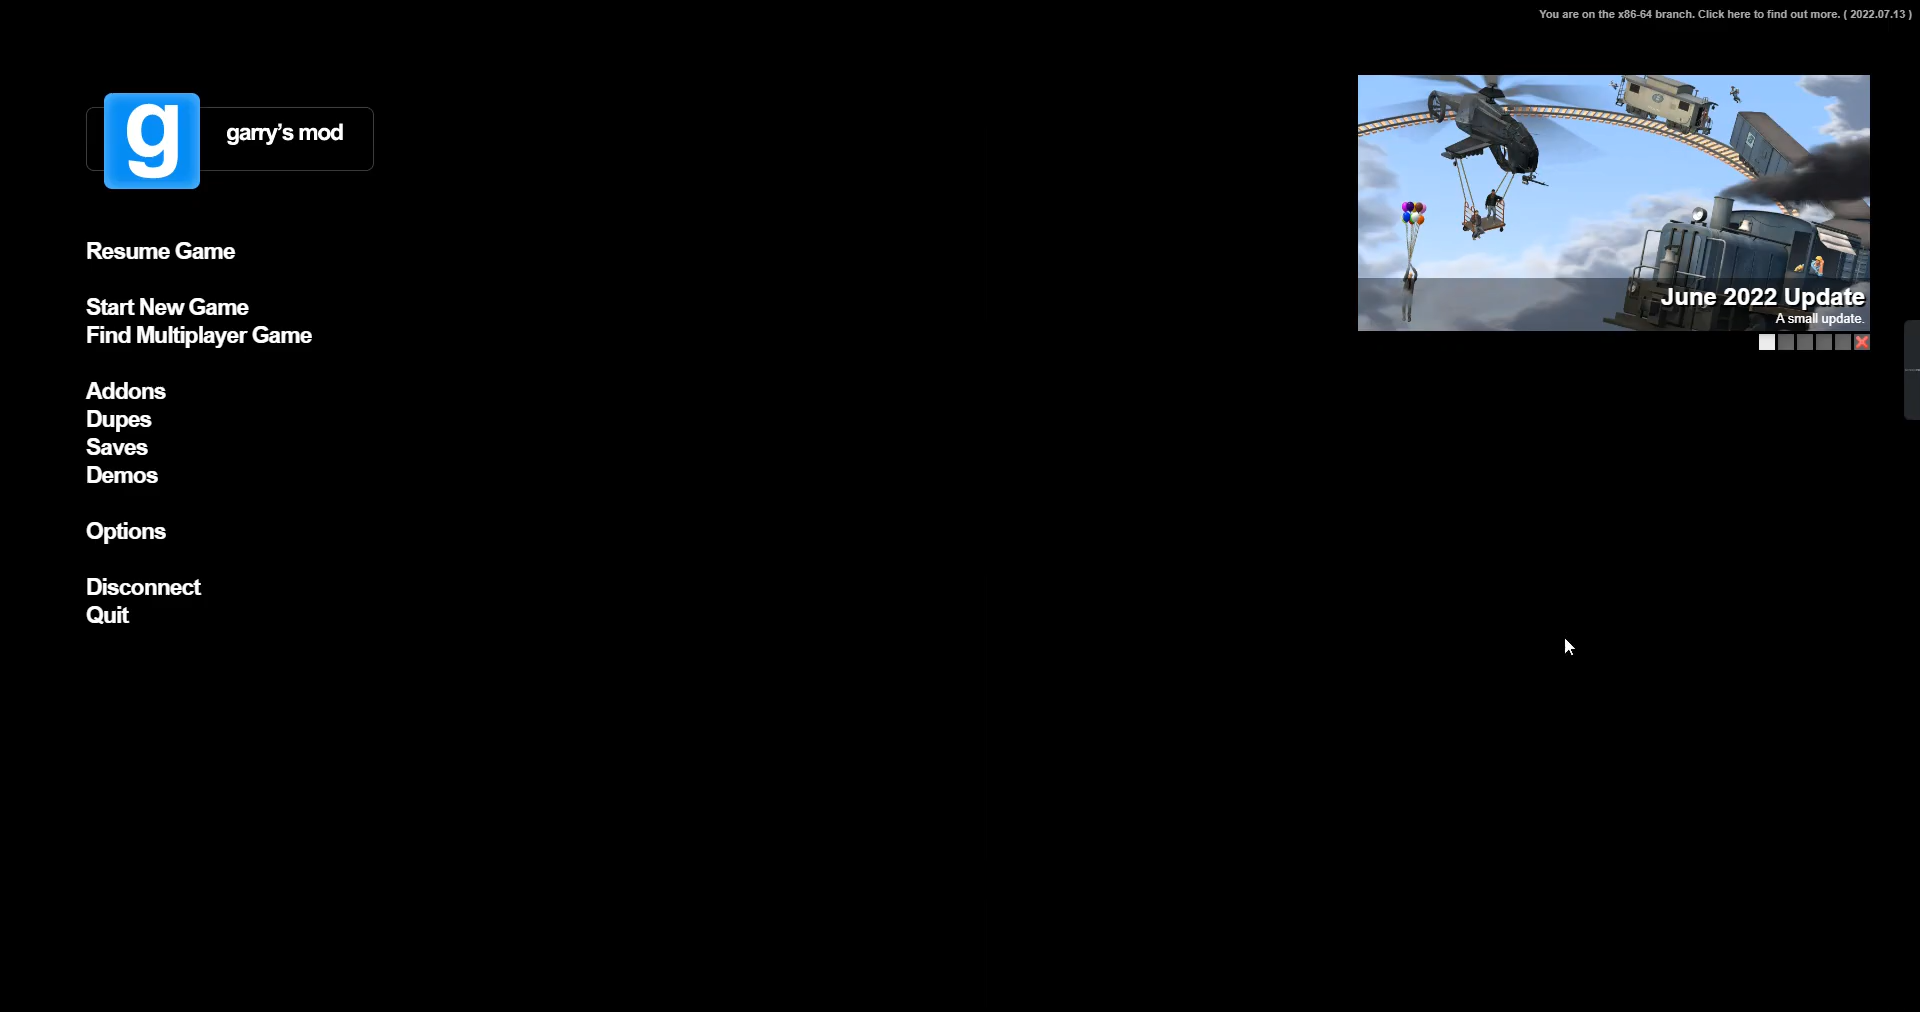 You are on the x86-64 branch. Click here to find out more. ( 2022.07.13 )
g
garry's mod
Resume Game
Start New Game
Find Multiplayer Game
Addons
Dupes
Saves
Demos
Options
Disconnect
Quit
June 2022 Update
A small update.